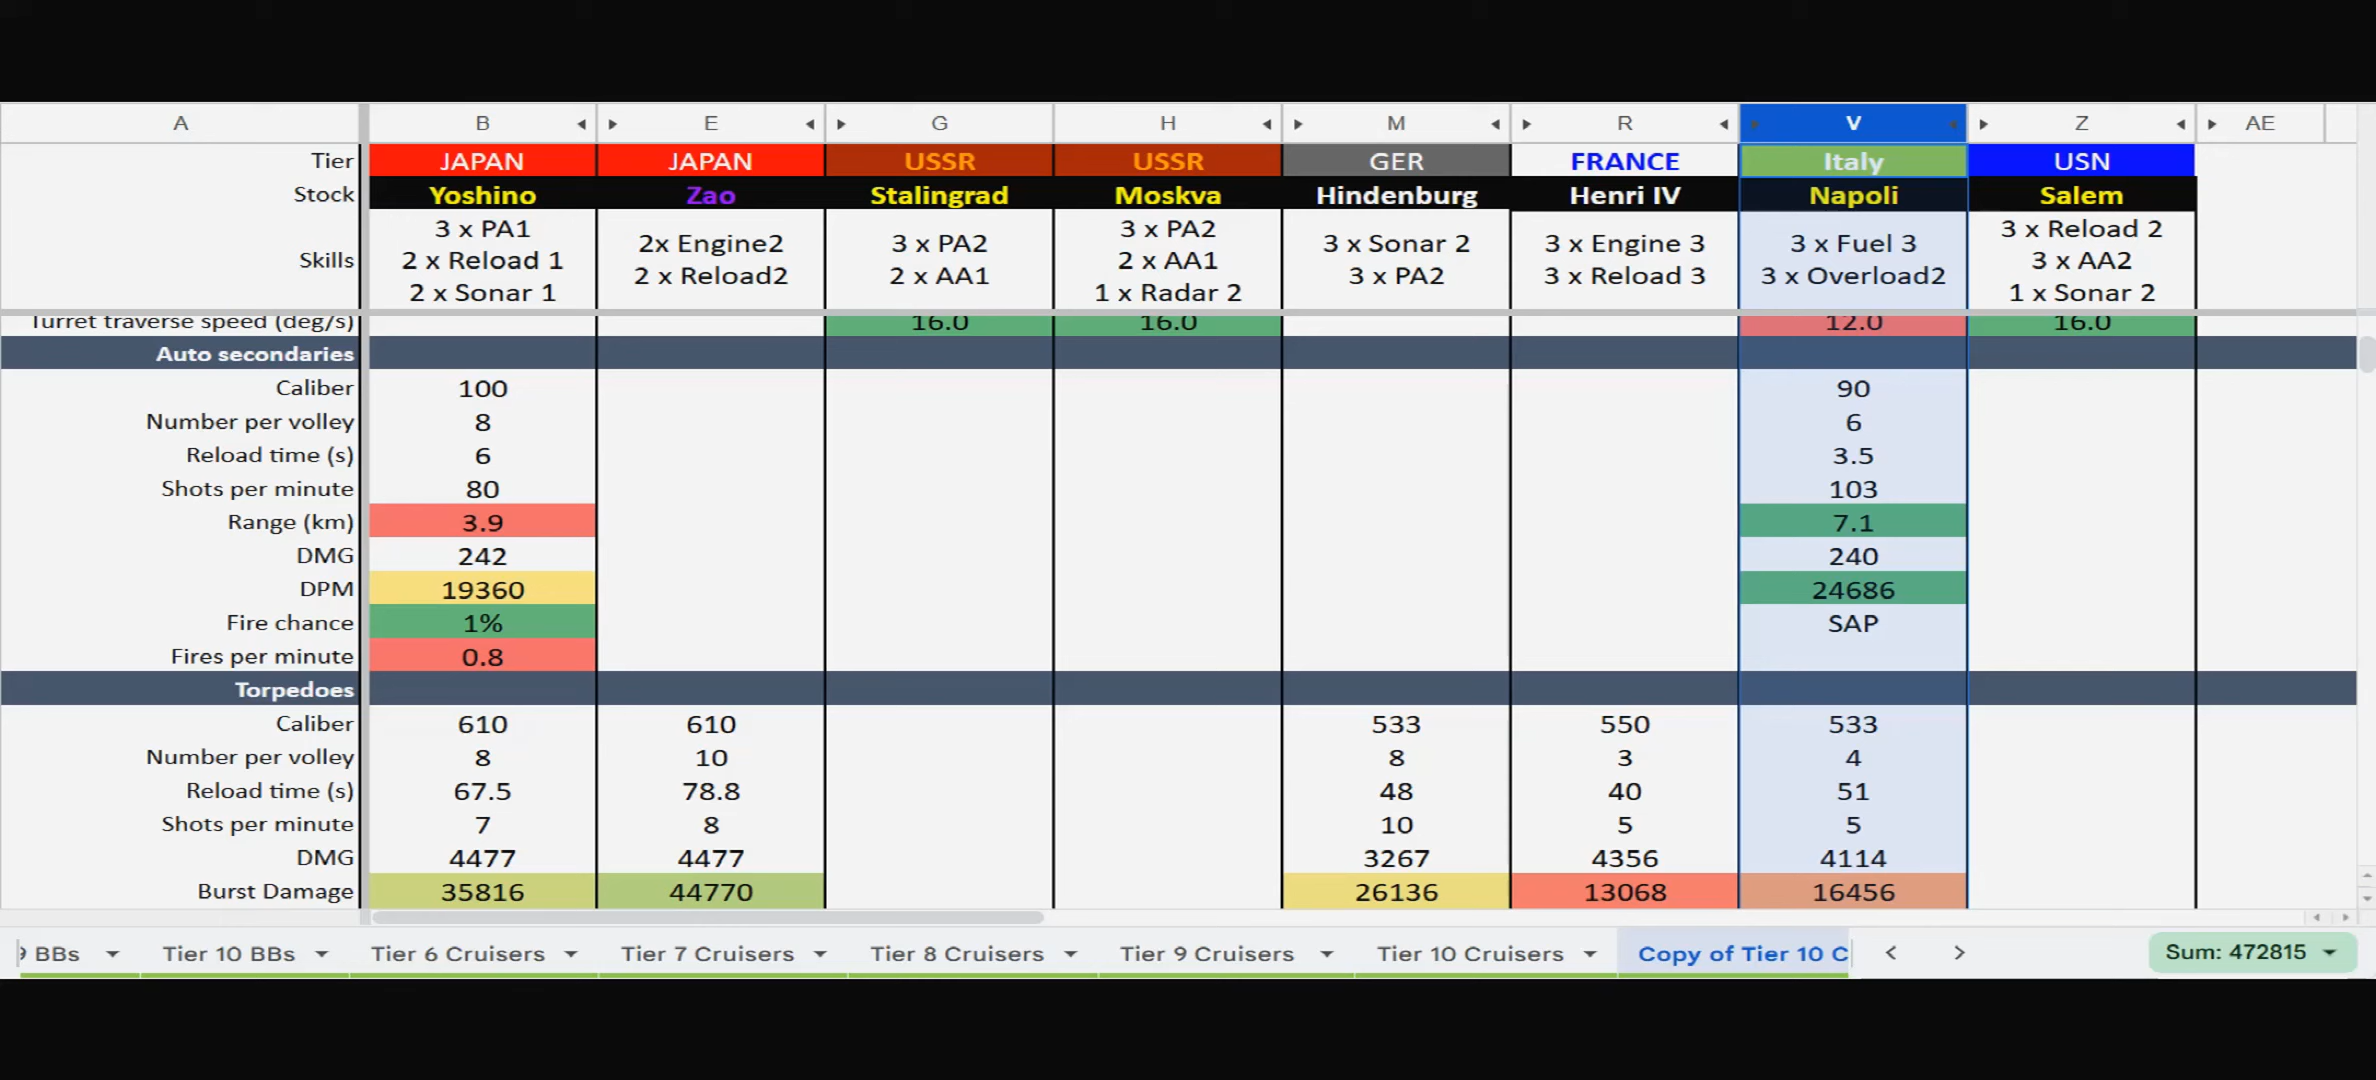 A B E G H M R V Z AE
Tier JAPAN JAPAN USSR USSR GER FRANCE Italy USN
Stock Yoshino Zao Stalingrad Moskva Hindenburg Henri IV Napoli Salem
Skills
3 x PA1
2 x Reload 1
2 x Sonar 1
2x Engine2
2 x Reload2
3 x PA2
2 x AA1
3 x PA2
2 x AA1
1 x Radar 2
3 x Sonar 2
3 x PA2
3 x Engine 3
3 x Reload 3
3 x Fuel 3
3 x Overload2
3 x Reload 2
3 x AA2
1 x Sonar 2
Turret traverse speed (deg/s) 16.0 16.0 12.0 16.0
Auto secondaries
Caliber 100 90
Number per volley 8 6
Reload time (s) 6 3.5
Shots per minute 80 103
Range (km) 3.9 7.1
DMG 242 240
DPM 19360 24686
Fire chance 1% SAP
Fires per minute 0.8
Torpedoes
Caliber 610 610 533 550 533
Number per volley 8 10 8 3 4
Reload time (s) 67.5 78.8 48 40 51
Shots per minute 7 8 10 5 5
DMG 4477 4477 3267 4356 4114
Burst Damage 35816 44770 26136 13068 16456
9 BBs Tier 10 BBs Tier 6 Cruisers Tier 7 Cruisers Tier 8 Cruisers Tier 9 Cruisers Tier 10 Cruisers Copy of Tier 10 C Sum: 472815